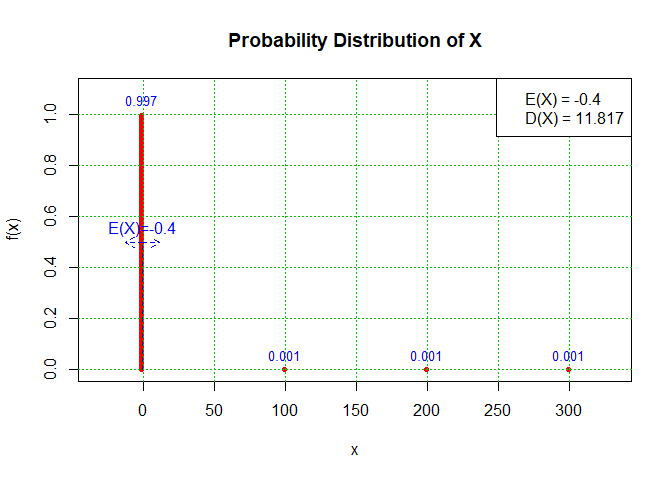 Probability Distribution of X
E(X) = -0.4
D(X) = 11.817
0.997
E(X)=-0.4
0.001
0.001
0.001
f(x)
1.0
0.8
0.6
0.4
0.2
0.0
0
50
100
150
200
250
300
x